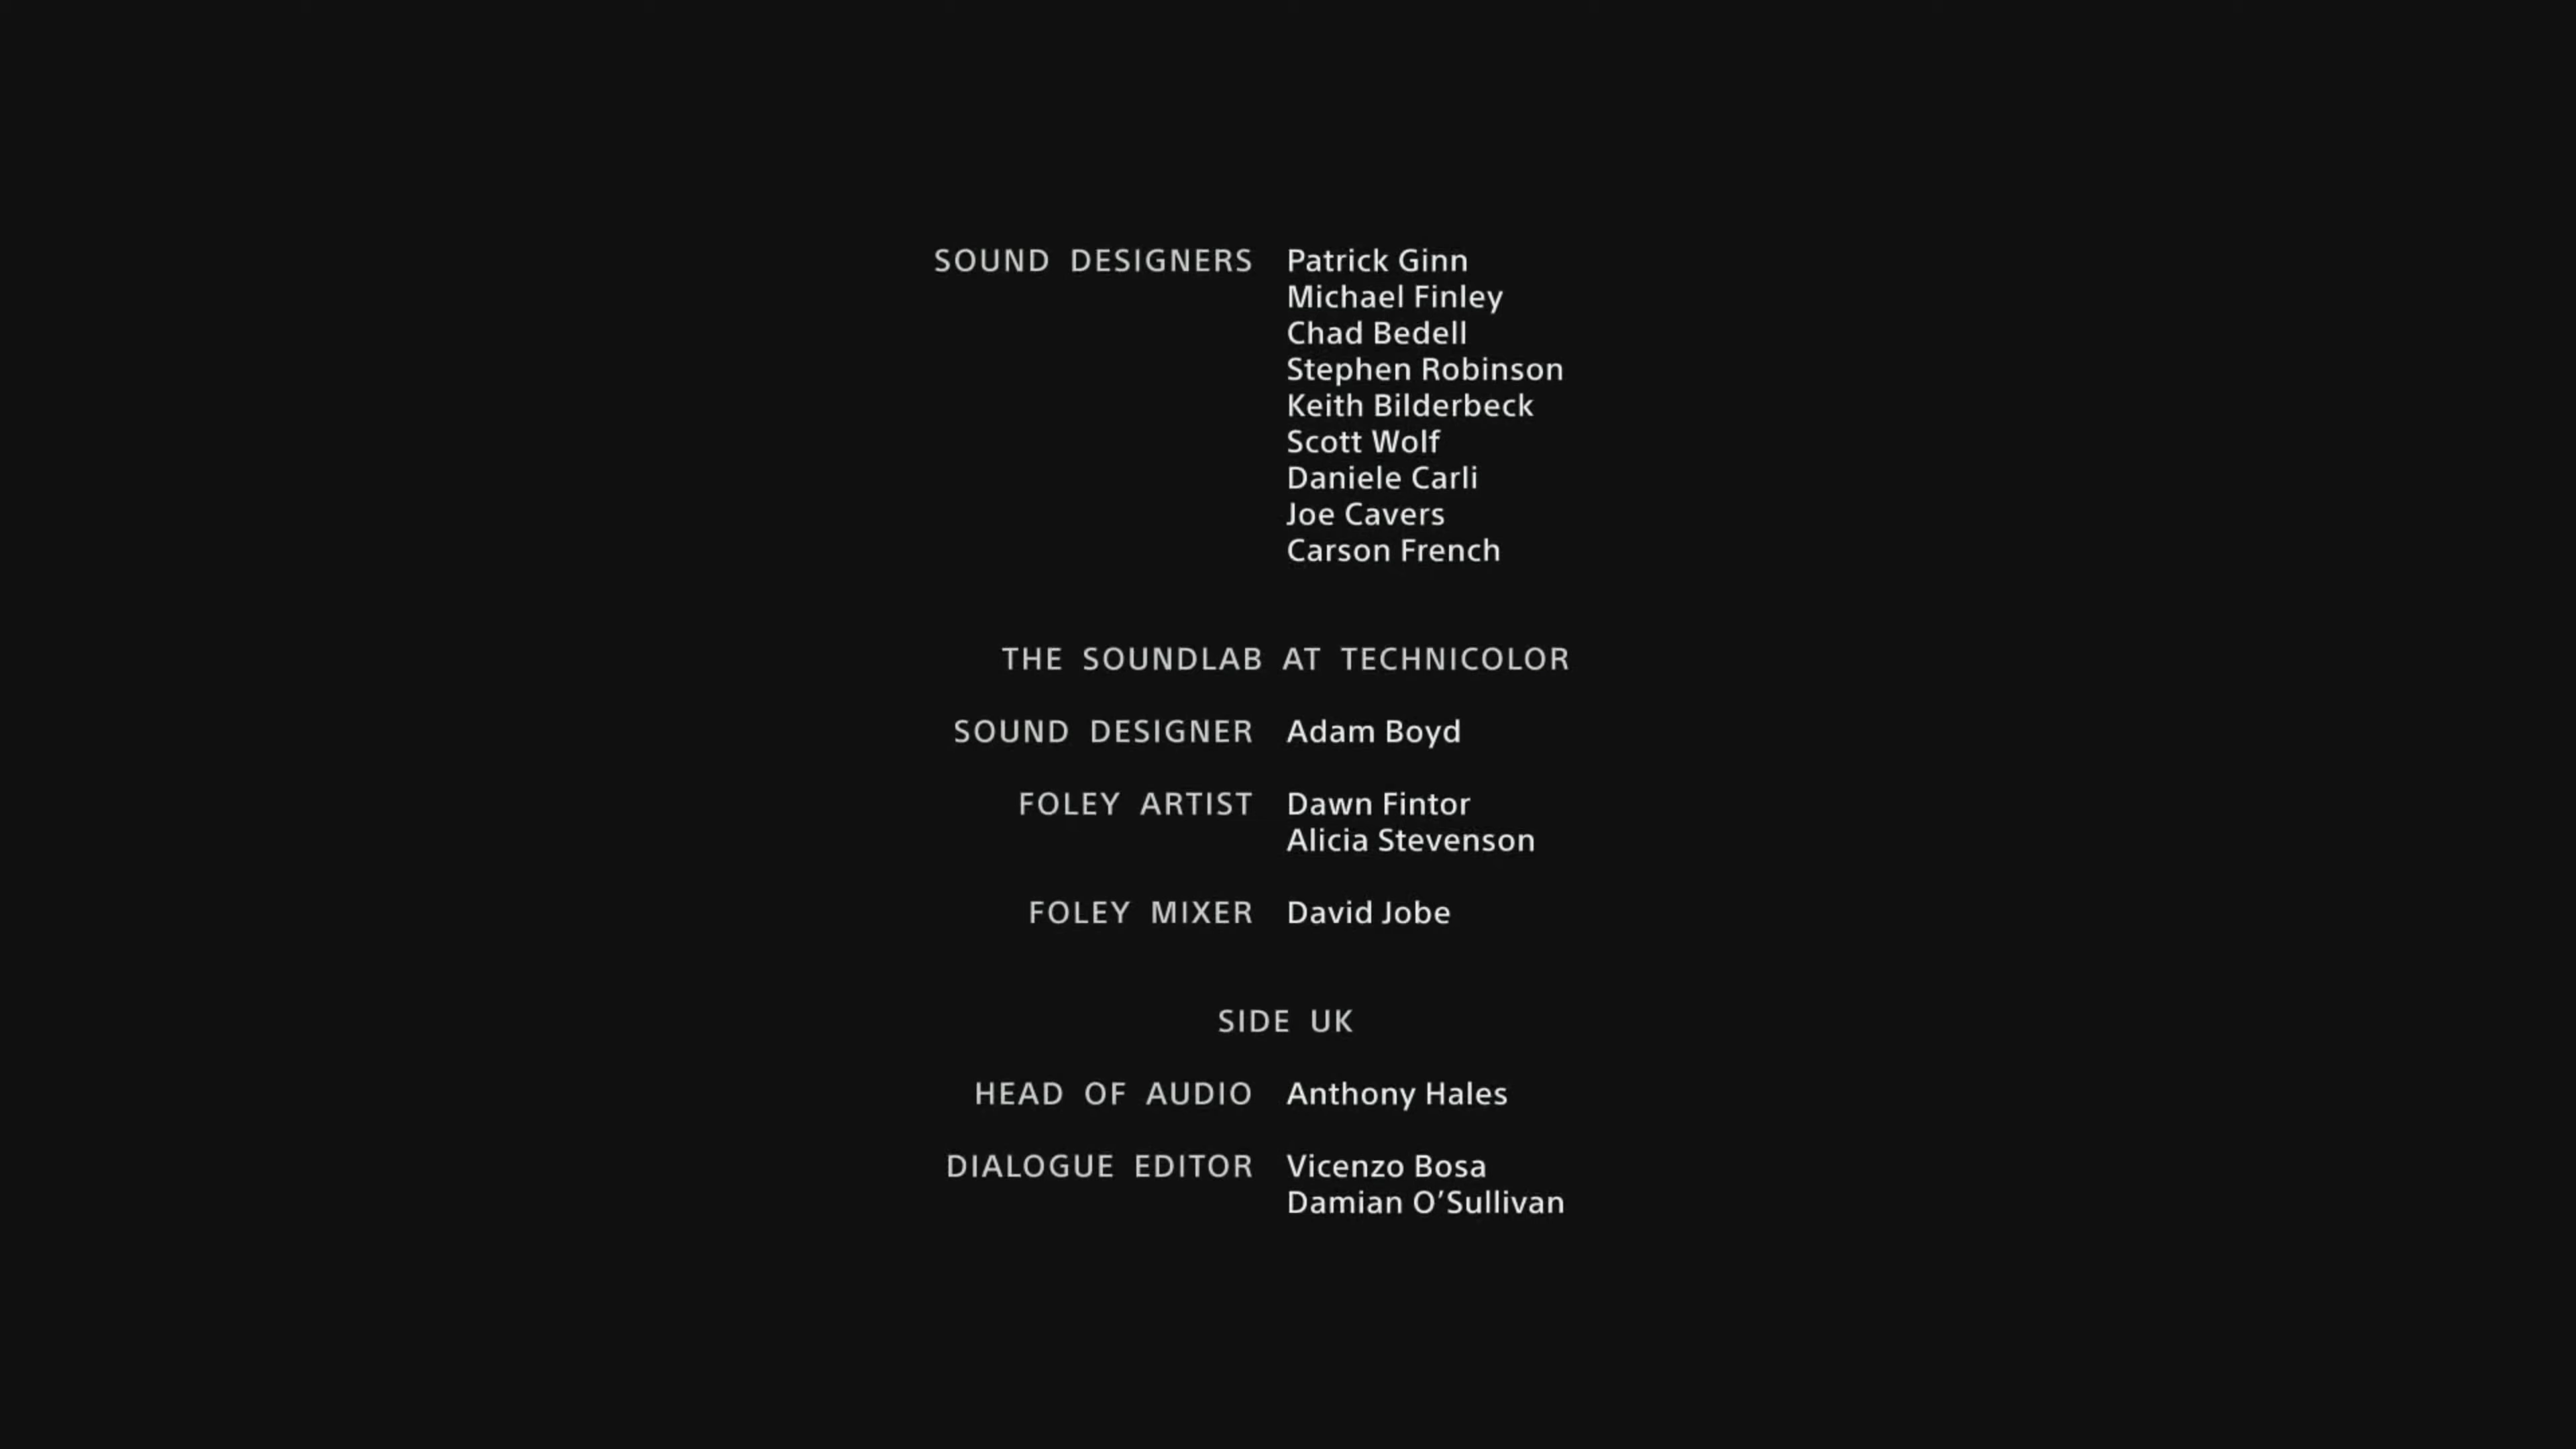 SOUND DESIGNERS Patrick Ginn
Michael Finley
Chad Bedell
Stephen Robinson
Keith Bilderbeck
Scott Wolf
Daniele Carli
Joe Cavers
Carson French
THE SOUNDLAB AT TECHNICOLOR
SOUND DESIGNER Adam Boyd
FOLEY ARTIST Dawn Fintor
Alicia Stevenson
FOLEY MIXER David Jobe
SIDE UK
HEAD OF AUDIO Anthony Hales
DIALOGUE EDITOR Vicenzo Bosa
Damian O’Sullivan